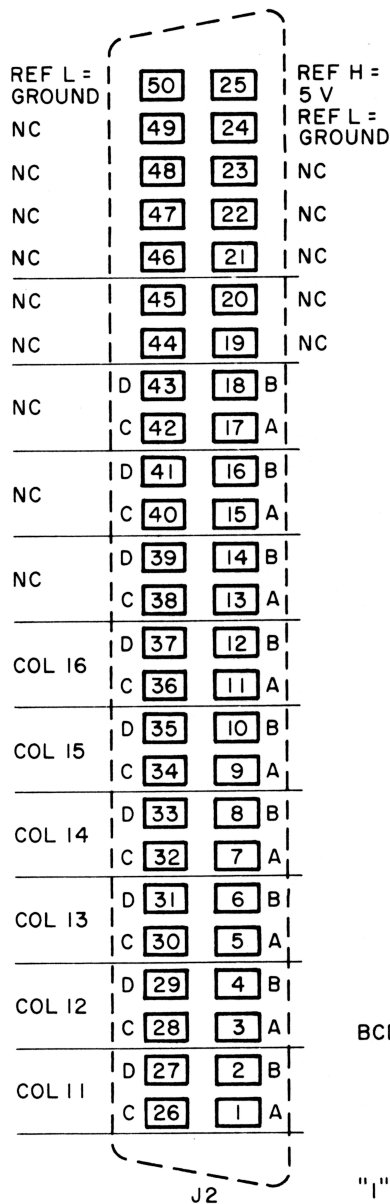 REF L = GROUND 50 25 REF H = 5 V
NC 49 24 REF L = GROUND
NC 48 23 NC
NC 47 22 NC
NC 46 21 NC
NC 45 20 NC
NC 44 19 NC
NC D 43 18 B
C 42 17 A
NC D 41 16 B
C 40 15 A
NC D 39 14 B
C 38 13 A
COL 16 D 37 12 B
C 36 11 A
COL 15 D 35 10 B
C 34 9 A
COL 14 D 33 8 B
C 32 7 A
COL 13 D 31 6 B
C 30 5 A
COL 12 D 29 4 B
C 28 3 A
COL 11 D 27 2 B
C 26 1 A
J2
"1"